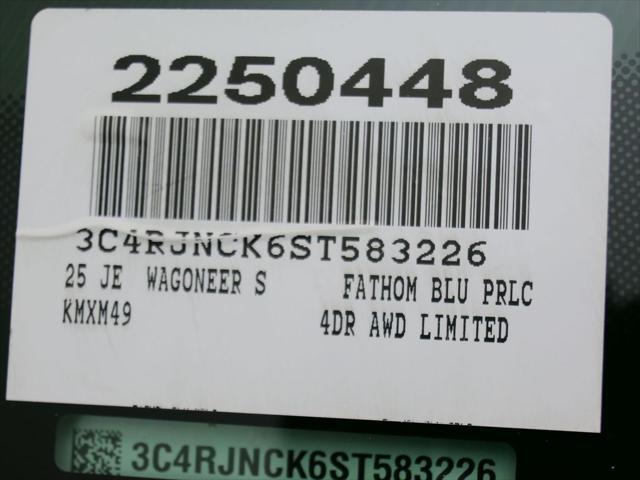 2250448
3C4RJNCK6ST583226
25 JE WAGONEER S FATHOM BLU PRLC
KMXM49 4DR AWD LIMITED
3C4RJNCK6ST583226